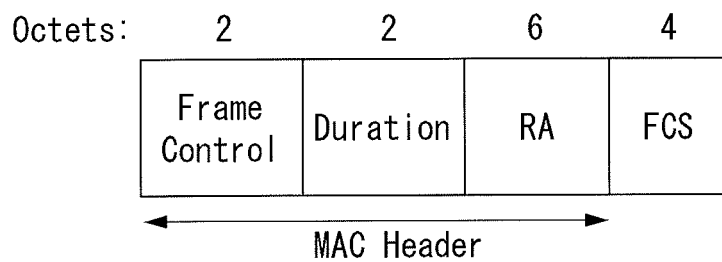 Octets: 2 2 6 4
Frame Control Duration RA FCS
MAC Header